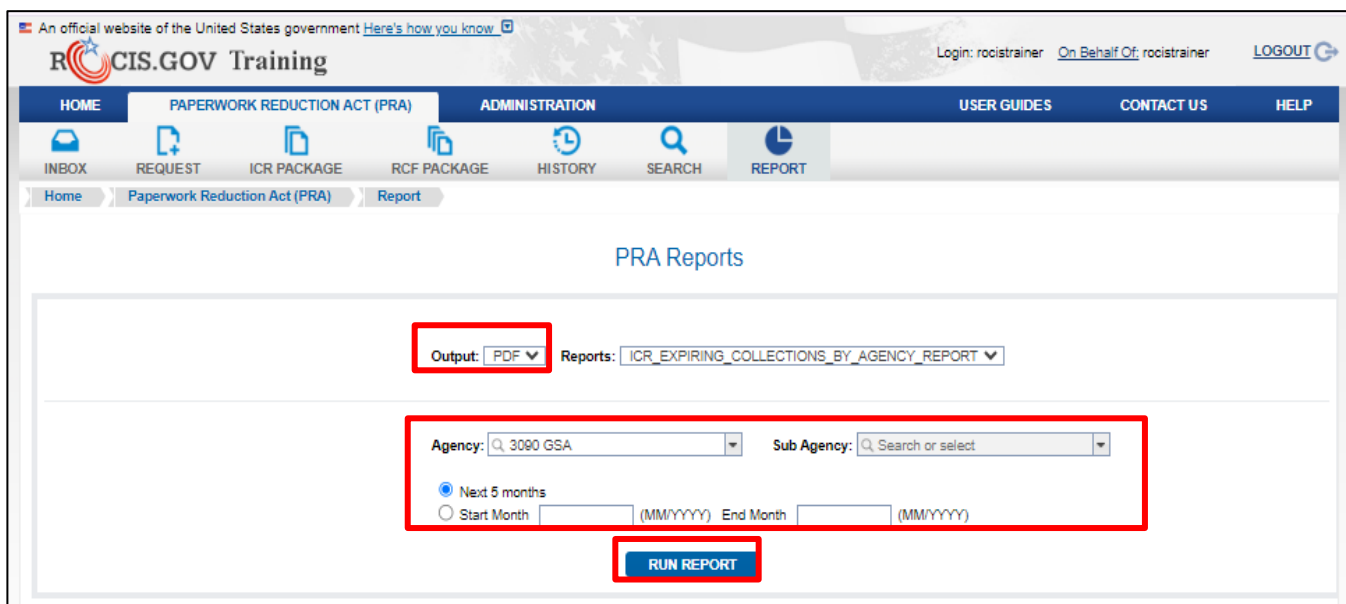 An official website of the United States government Here's how you know
ROCIS.GOV Training
Login: rocistrainer On Behalf Of: rocistrainer LOGOUT
HOME PAPERWORK REDUCTION ACT (PRA) ADMINISTRATION USER GUIDES CONTACT US HELP
INBOX REQUEST ICR PACKAGE RCF PACKAGE HISTORY SEARCH REPORT
Home Paperwork Reduction Act (PRA) Report
PRA Reports
Output: PDF Reports: ICR_EXPIRING_COLLECTIONS_BY_AGENCY_REPORT
Agency: 3090 GSA Sub Agency: Search or select
Next 5 months
Start Month (MM/YYYY) End Month (MM/YYYY)
RUN REPORT